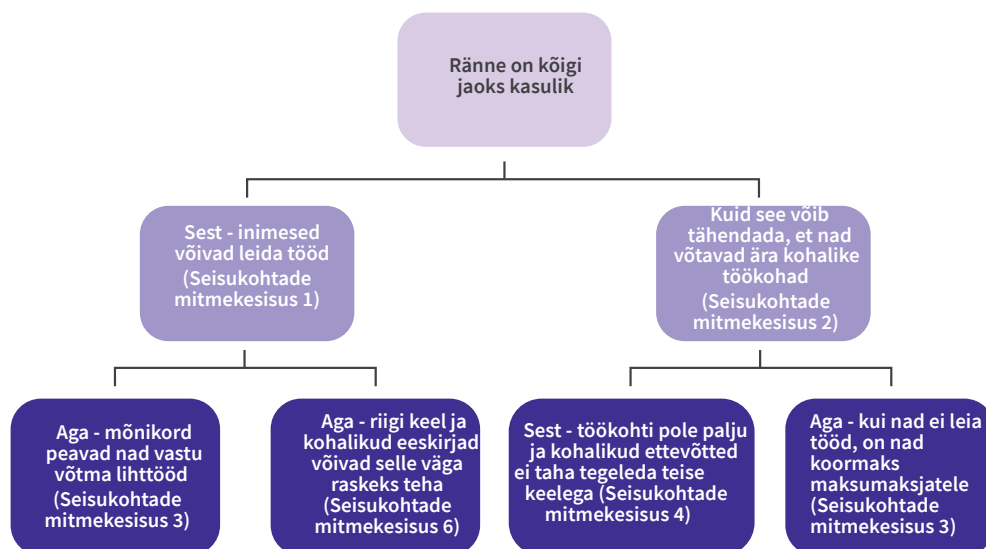 Ränne on kõigi
jaoks kasulik
Sest - inimesed
võivad leida tööd
(Seisukohtade
mitmekesisus 1)
Kuid see võib
tähendada, et nad
võtavad ära kohalike
töökohad
(Seisukohtade
mitmekesisus 2)
Aga - mõnikord
peavad nad vastu
võtma lihttööd
(Seisukohtade
mitmekesisus 3)
Aga - riigi keel ja
kohalikud eeskirjad
võivad selle väga
raskeks teha
(Seisukohtade
mitmekesisus 6)
Sest - töökohti pole palju
ja kohalikud ettevõtted
ei taha tegeleda teise
keelega (Seisukohtade
mitmekesisus 4)
Aga - kui nad ei leia
tööd, on nad
koormaks
maksumaksjatele
(Seisukohtade
mitmekesisus 3)